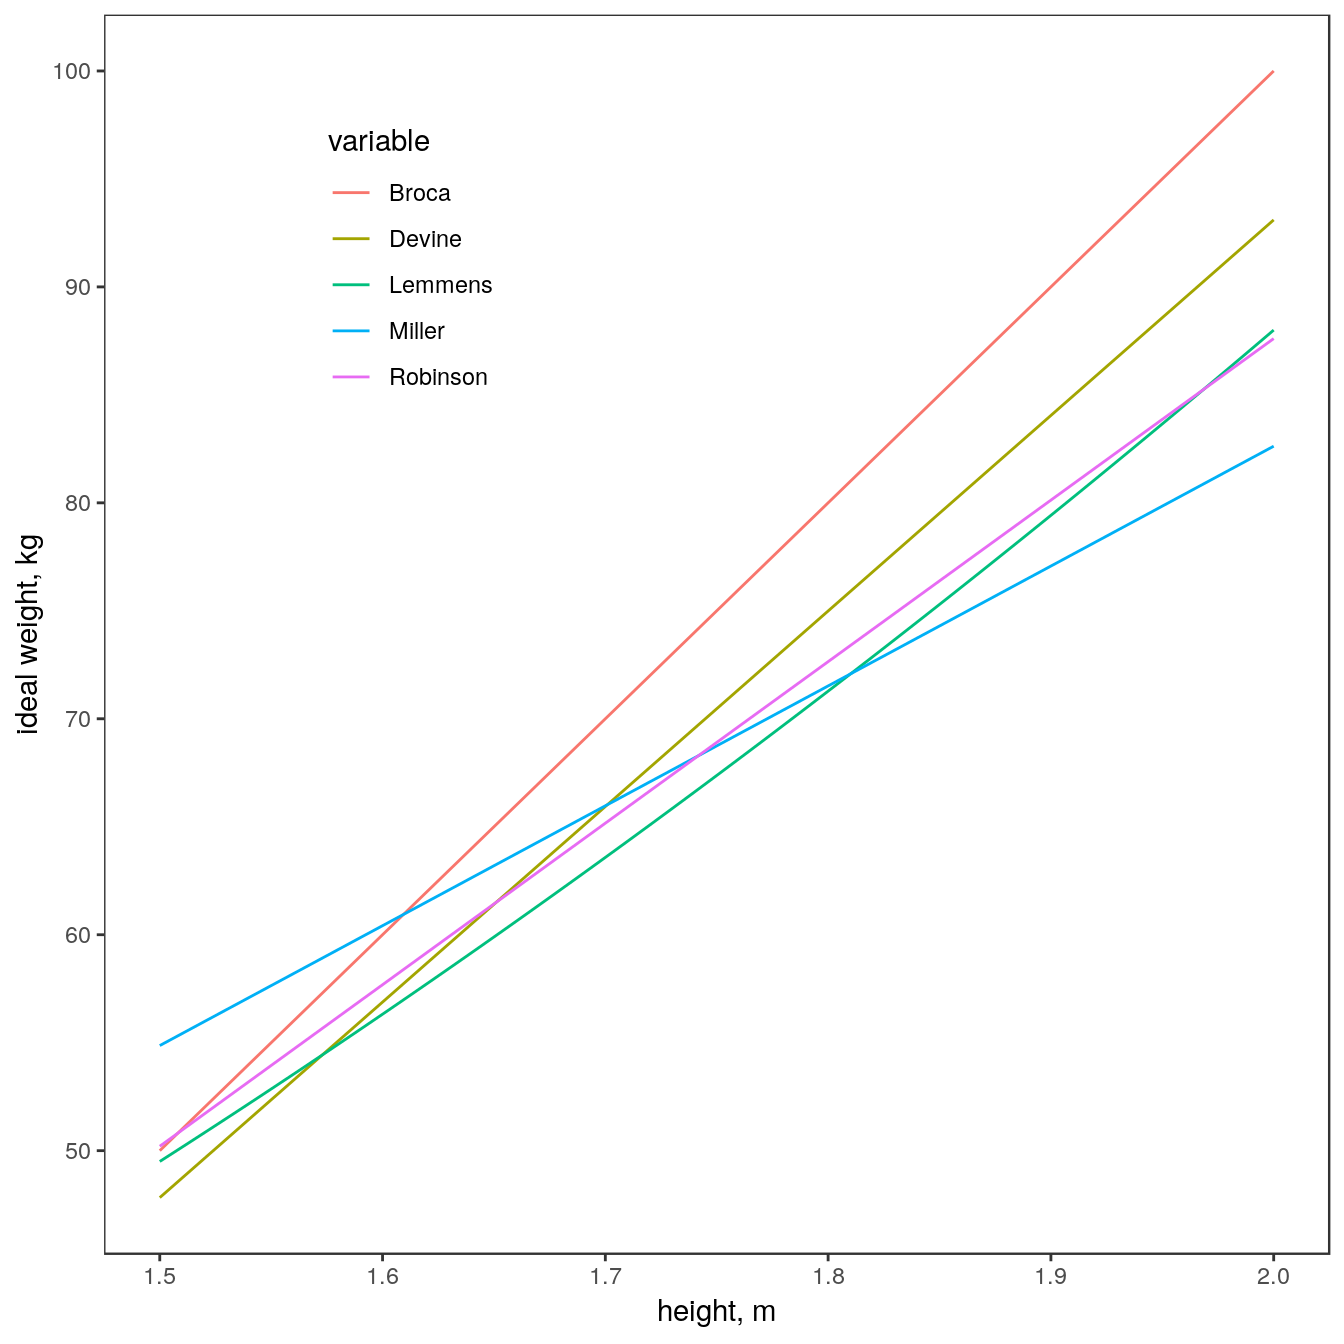 100
90
80
70
60
50
ideal weight, kg
variable
Broca
Devine
Lemmens
Miller
Robinson
1.5 1.6 1.7 1.8 1.9 2.0
height, m